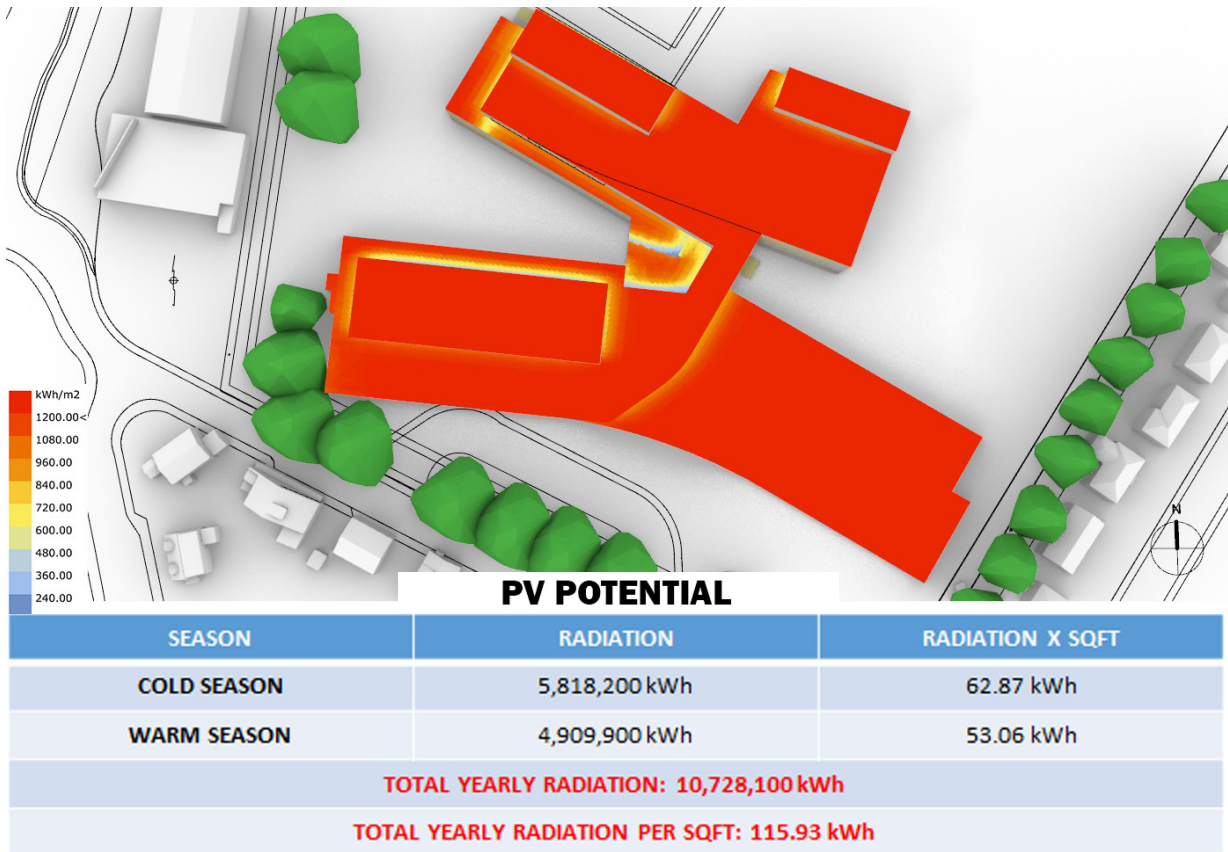 kWh/m2
1200.00<
1080.00
960.00
840.00
720.00
600.00
480.00
360.00
240.00
N
PV POTENTIAL
SEASON RADIATION RADIATION X SQFT
COLD SEASON 5,818,200 kWh 62.87 kWh
WARM SEASON 4,909,900 kWh 53.06 kWh
TOTAL YEARLY RADIATION: 10,728,100 kWh
TOTAL YEARLY RADIATION PER SQFT: 115.93 kWh